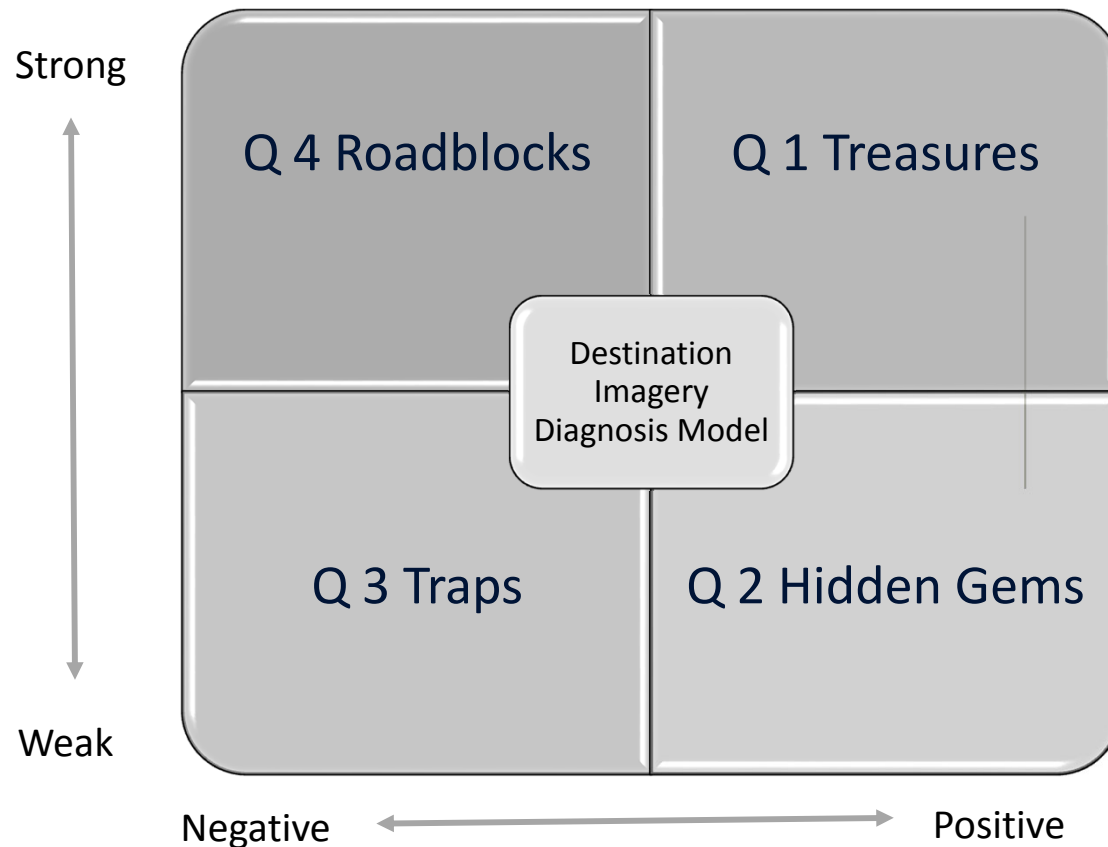 Strong
Q 4 Roadblocks
Q 1 Treasures
Destination
Imagery
Diagnosis Model
Q 3 Traps
Q 2 Hidden Gems
Weak
Negative
Positive